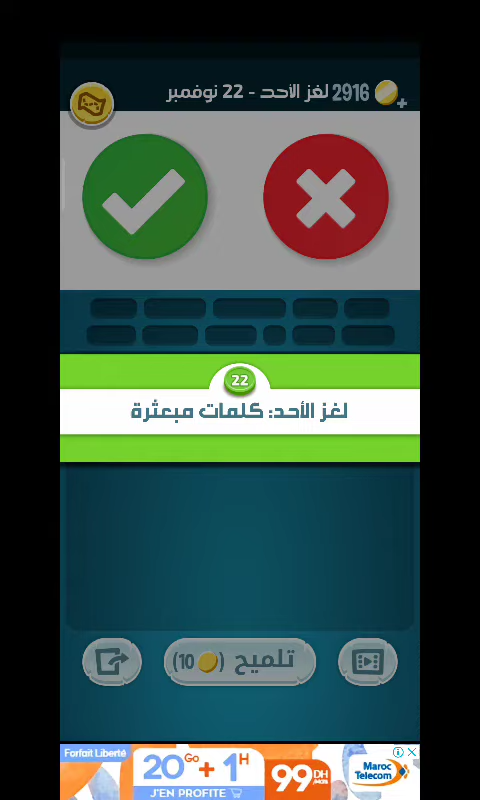 2916 لغز الأحد - 22 نوفمبر
22
لغز الأحد: كلمات مبعثرة
تلميح (10)
Forfait Liberté
20Go + 1H
J'EN PROFITE
99DH
Maroc Telecom